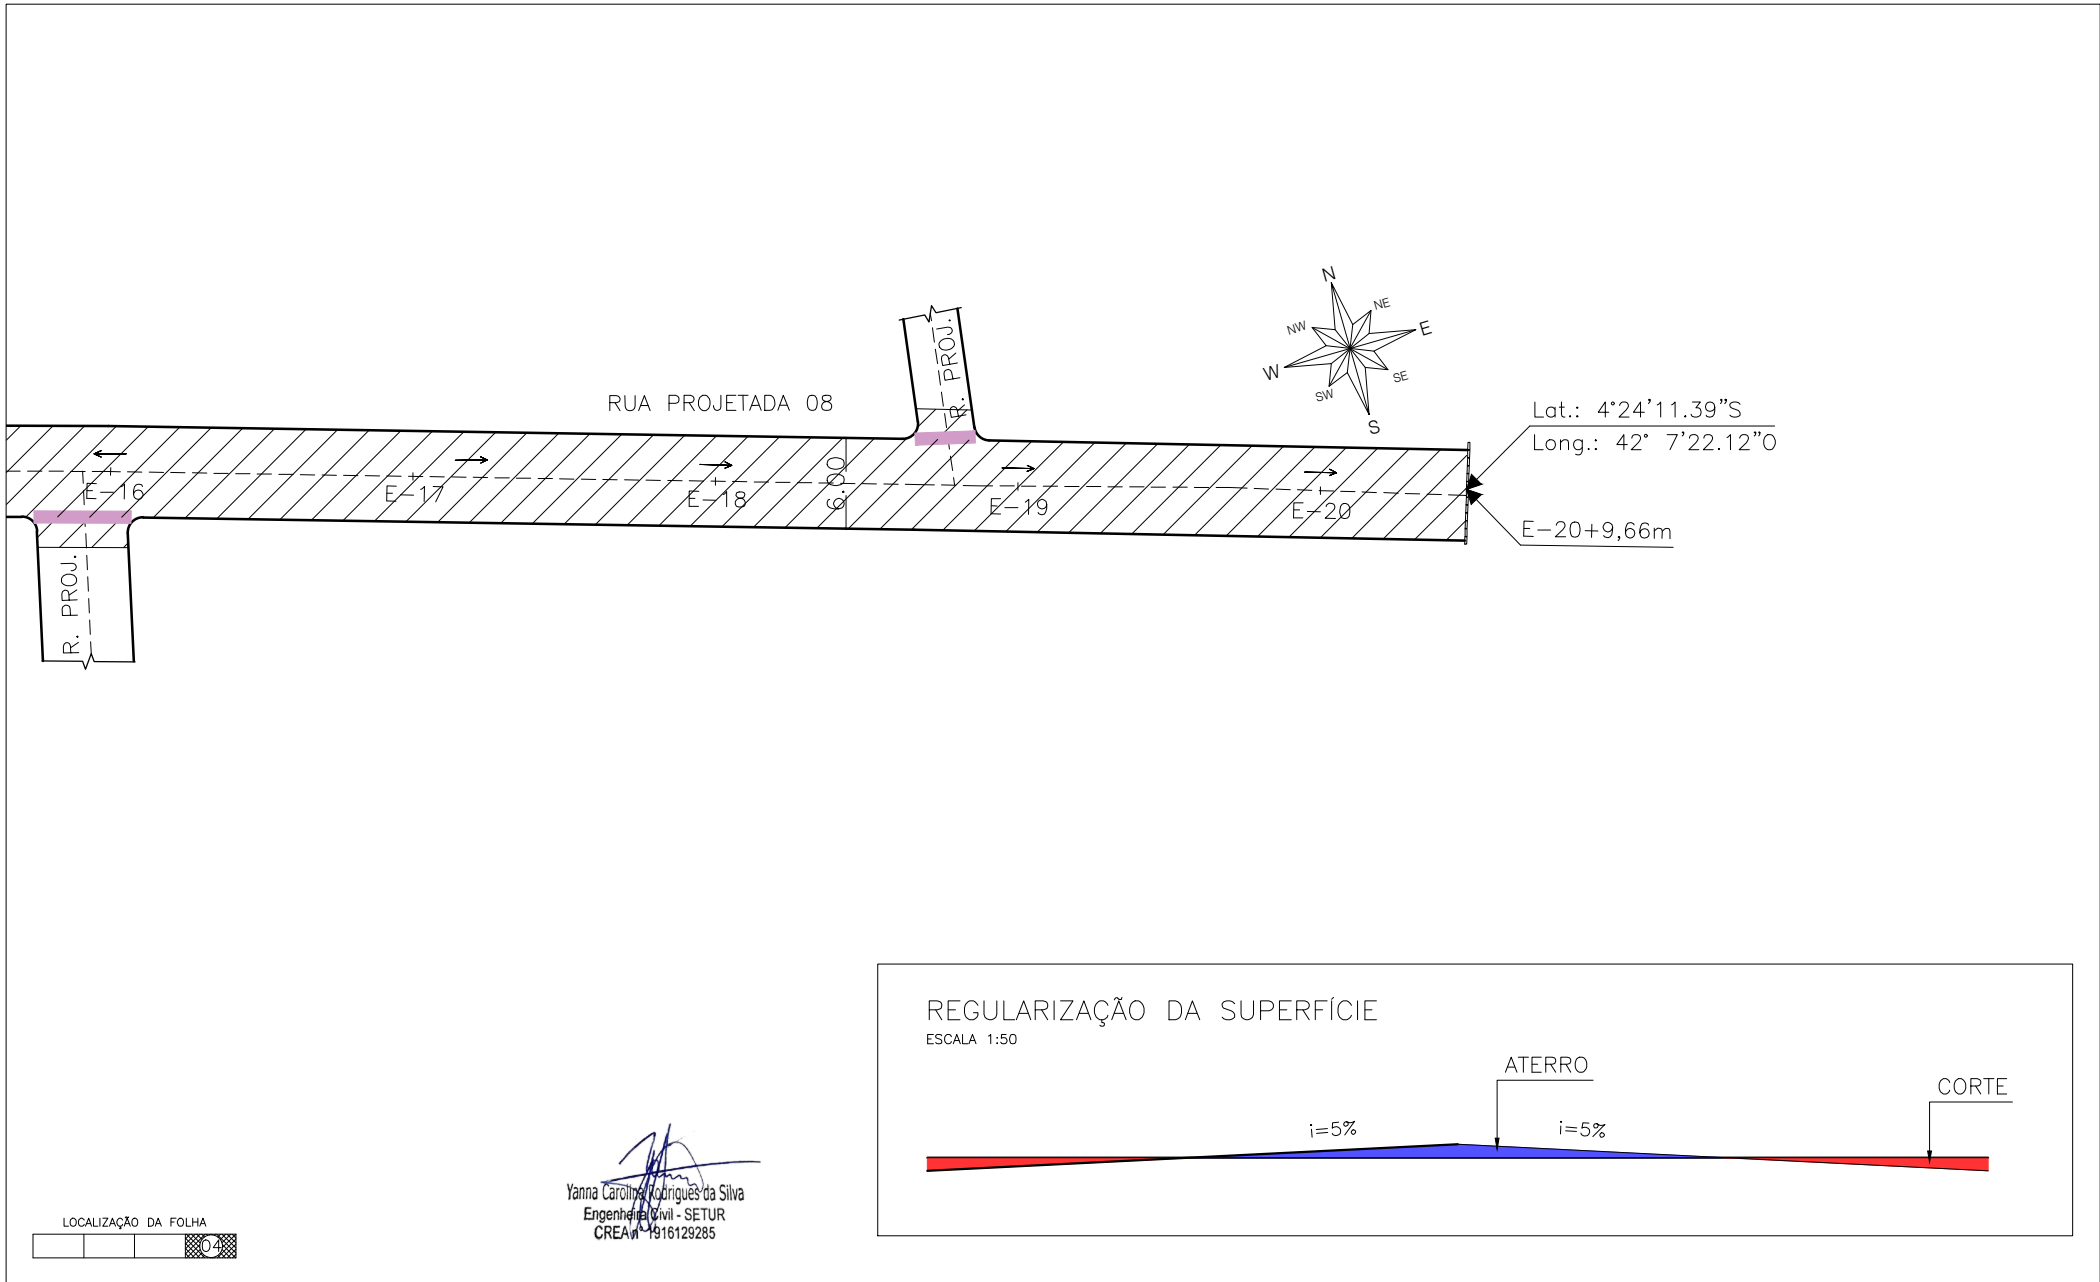 N
NE
NW
E
W
SE
SW
S
R. PROJ.
RUA PROJETADA 08
Lat.: 4°24'11.39"S
Long.: 42° 7'22.12"O
6.00
E-16
E-17
E-18
E-19
E-20
E-20+9,66m
R. PROJ.
REGULARIZAÇÃO DA SUPERFÍCIE
ESCALA 1:50
ATERRO
CORTE
i=5%
i=5%
Yanna Carolina Rodrigues da Silva
Engenheira Civil - SETUR
CREA nº 1916129285
LOCALIZAÇÃO DA FOLHA
04